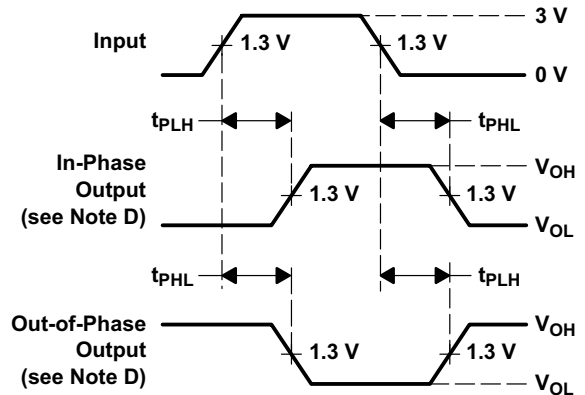 3 V
Input
1.3 V
1.3 V
0 V
tPLH
tPHL
In-Phase
Output
(see Note D)
VOH
1.3 V
1.3 V
VOL
tPHL
tPLH
Out-of-Phase
Output
(see Note D)
VOH
1.3 V
1.3 V
VOL